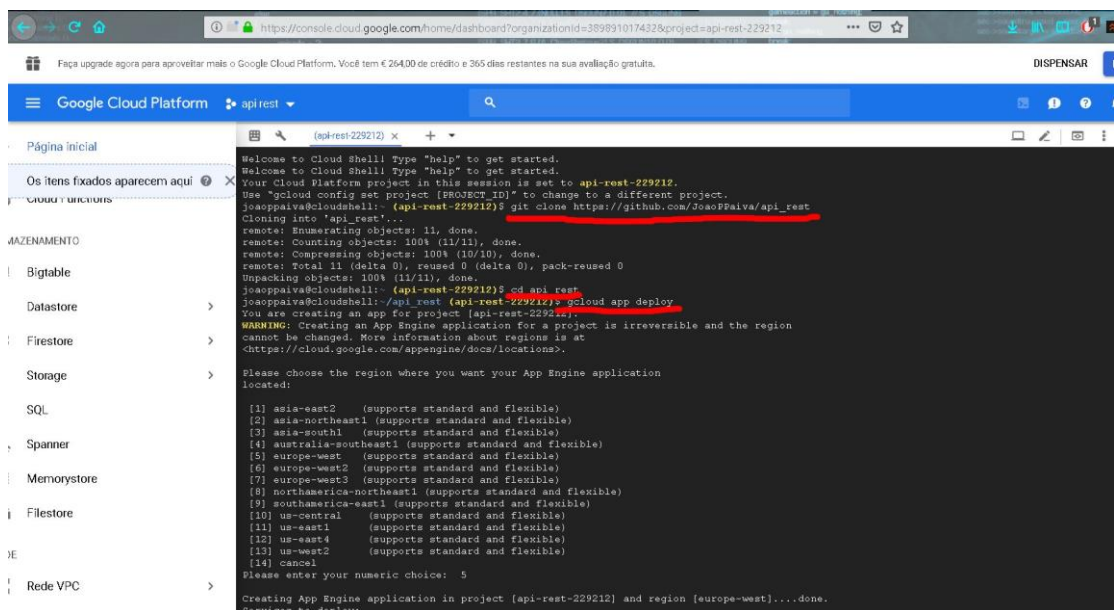 https://console.cloud.google.com/home/dashboard?organizationId=389891017432&project=api-rest-229212
Faça upgrade agora para aproveitar mais o Google Cloud Platform. Você tem € 264,00 de crédito e 365 dias restantes na sua avaliação gratuita.
DISPENSAR
Google Cloud Platform
api rest
(api-rest-229212)
Página inicial
Os itens fixados aparecem aqui
Cloud Functions
MAZENAMENTO
Bigtable
Datastore
Firestore
Storage
SQL
Spanner
Memorystore
Filestore
DE
Rede VPC
Welcome to Cloud Shell! Type "help" to get started.
Welcome to Cloud Shell! Type "help" to get started.
Your Cloud Platform project in this session is set to api-rest-229212.
Use "gcloud config set project [PROJECT_ID]" to change to a different project.
joaoppaiva@cloudshell:~ (api-rest-229212)$ git clone https://github.com/JoaoPPaiva/api_rest
Cloning into 'api_rest'...
remote: Enumerating objects: 11, done.
remote: Counting objects: 100% (11/11), done.
remote: Compressing objects: 100% (10/10), done.
remote: Total 11 (delta 0), reused 0 (delta 0), pack-reused 0
Unpacking objects: 100% (11/11), done.
joaoppaiva@cloudshell:~ (api-rest-229212)$ cd api_rest
joaoppaiva@cloudshell:~/api_rest (api-rest-229212)$ gcloud app deploy
You are creating an app for project [api-rest-229212].
WARNING: Creating an App Engine application for a project is irreversible and the region
cannot be changed. More information about regions is at
<https://cloud.google.com/appengine/docs/locations>.
Please choose the region where you want your App Engine application
located:
[1] asia-east2 (supports standard and flexible)
[2] asia-northeast1 (supports standard and flexible)
[3] asia-south1 (supports standard and flexible)
[4] australia-southeast1 (supports standard and flexible)
[5] europe-west (supports standard and flexible)
[6] europe-west2 (supports standard and flexible)
[7] europe-west3 (supports standard and flexible)
[8] northamerica-northeast1 (supports standard and flexible)
[9] southamerica-east1 (supports standard and flexible)
[10] us-central (supports standard and flexible)
[11] us-east1 (supports standard and flexible)
[12] us-east4 (supports standard and flexible)
[13] us-west2 (supports standard and flexible)
[14] cancel
Please enter your numeric choice: 5
Creating App Engine application in project [api-rest-229212] and region [europe-west]....done.
Services to deploy: